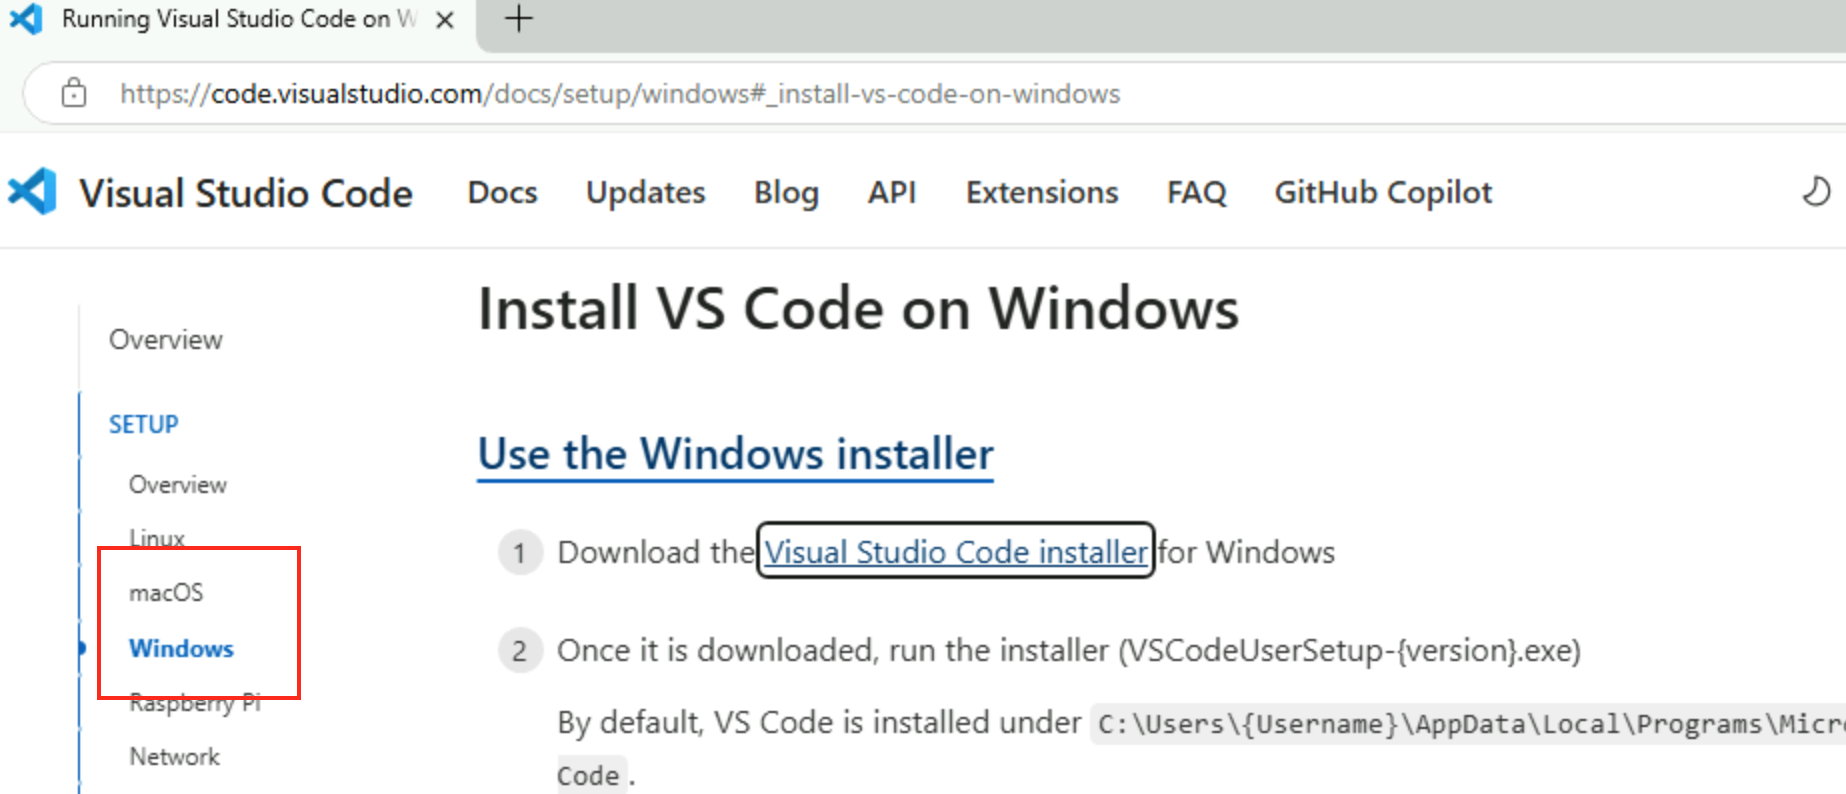 Running Visual Studio Code on W
https://code.visualstudio.com/docs/setup/windows#_install-vs-code-on-windows
Visual Studio Code Docs Updates Blog API Extensions FAQ GitHub Copilot
Overview
SETUP
Overview
Linux
macOS
Windows
Raspberry Pi
Network
Install VS Code on Windows
Use the Windows installer
1 Download the Visual Studio Code installer for Windows
2 Once it is downloaded, run the installer (VSCodeUserSetup-{version}.exe)
By default, VS Code is installed under C:\Users\{Username}\AppData\Local\Programs\Micr
Code.